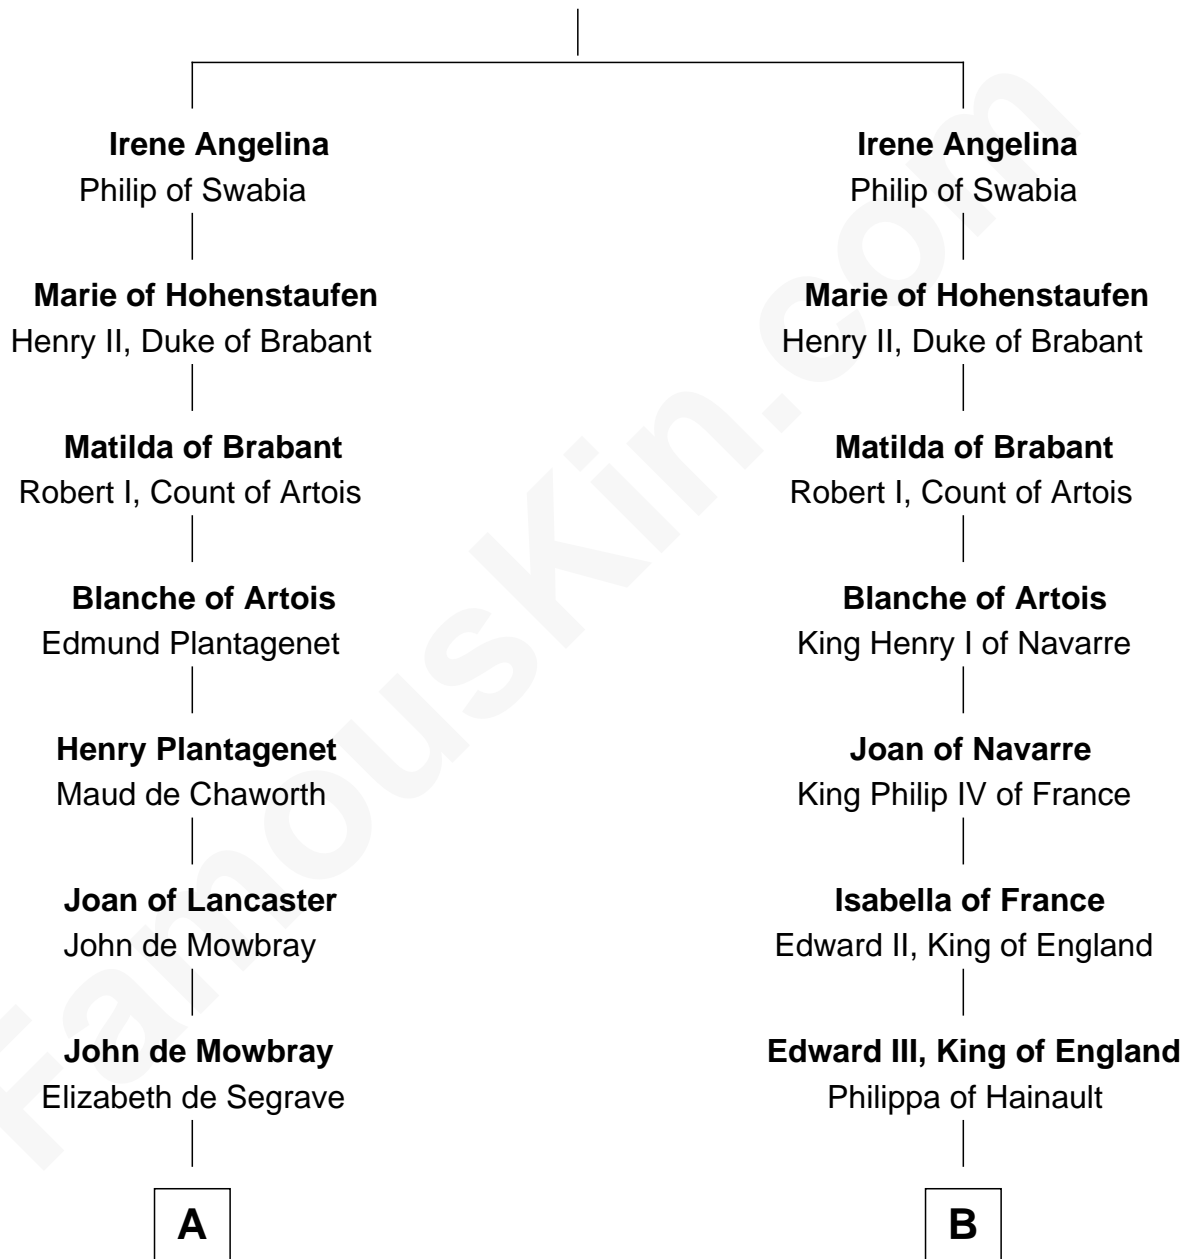 Irene Angelina
Philip of Swabia
Marie of Hohenstaufen
Henry II, Duke of Brabant
Matilda of Brabant
Robert I, Count of Artois
Blanche of Artois
Edmund Plantagenet
Henry Plantagenet
Maud de Chaworth
Joan of Lancaster
John de Mowbray
John de Mowbray
Elizabeth de Segrave
A
Irene Angelina
Philip of Swabia
Marie of Hohenstaufen
Henry II, Duke of Brabant
Matilda of Brabant
Robert I, Count of Artois
Blanche of Artois
King Henry I of Navarre
Joan of Navarre
King Philip IV of France
Isabella of France
Edward II, King of England
Edward III, King of England
Philippa of Hainault
B
FamousKin.com